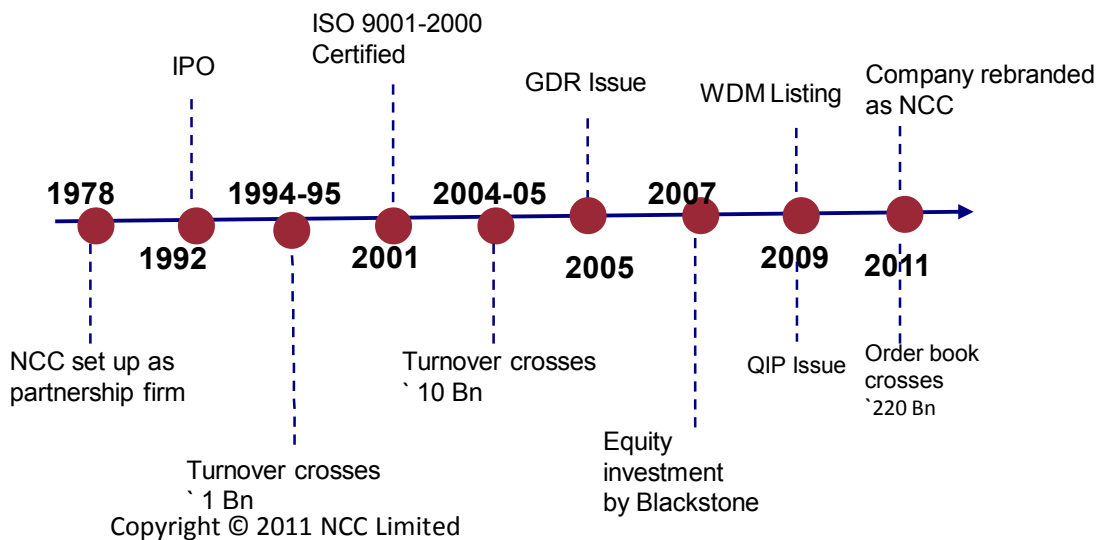 ISO 9001-2000
Certified
IPO
GDR Issue
WDM Listing
Company rebranded
as NCC
1978
1994-95
2004-05
2007
1992
2001
2005
2009
2011
NCC set up as
partnership firm
Turnover crosses
` 10 Bn
QIP Issue
Order book
crosses
`220 Bn
Turnover crosses
` 1 Bn
Equity
investment
by Blackstone
Copyright © 2011 NCC Limited